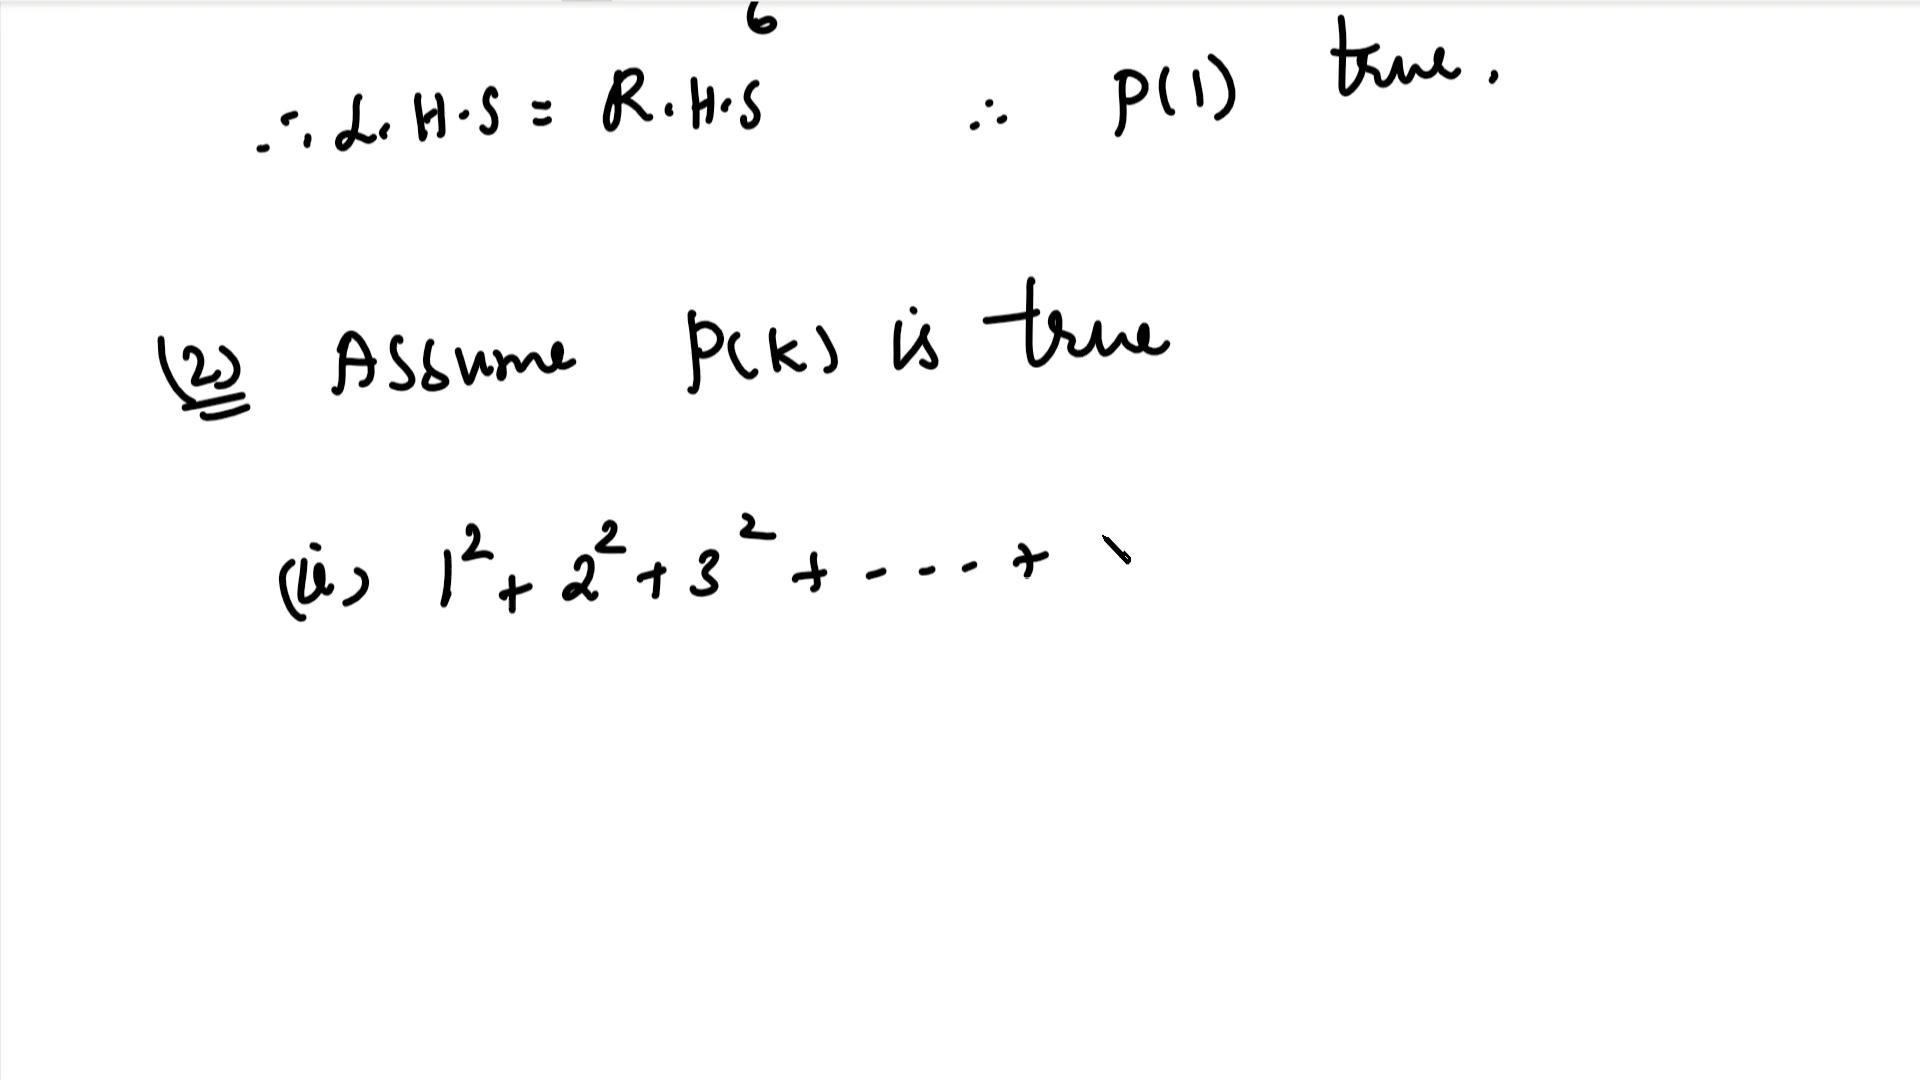 6
∴ L.H.S = R.H.S ∴ P(1) true.
(2) Assume P(K) is true
(ie) 1² + 2² + 3² + - - - +